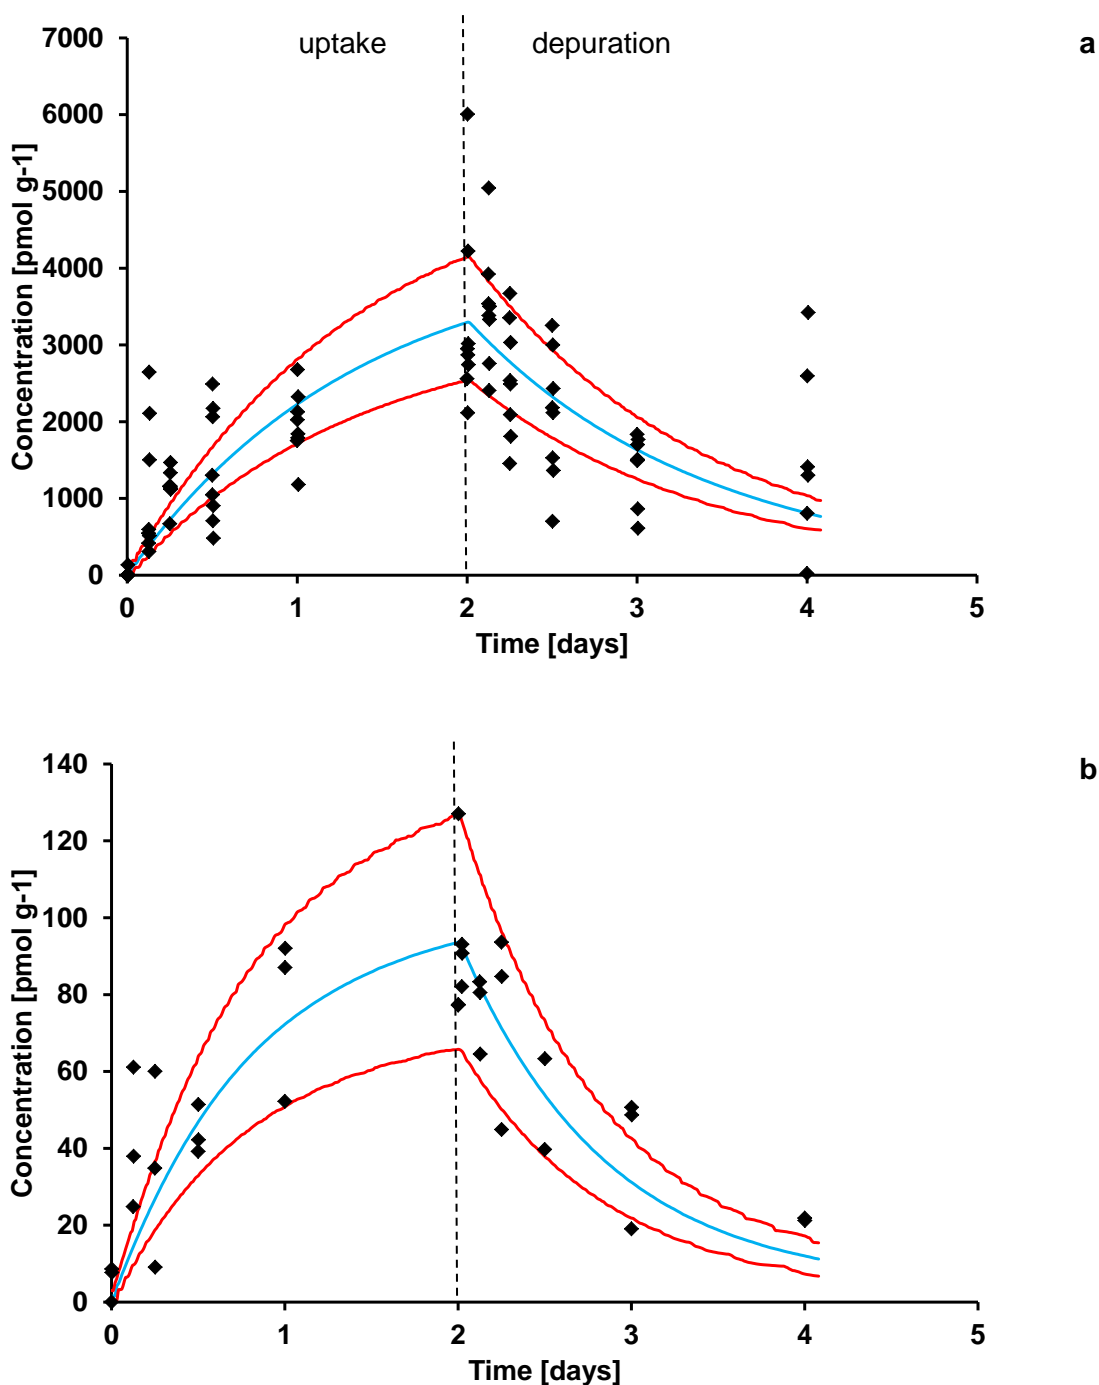 uptake depuration a
7000
6000
5000
4000
3000
2000
1000
0
Concentration [pmol g-1]
0 1 2 3 4 5
Time [days]
b
140
120
100
80
60
40
20
0
Concentration [pmol g-1]
0 1 2 3 4 5
Time [days]